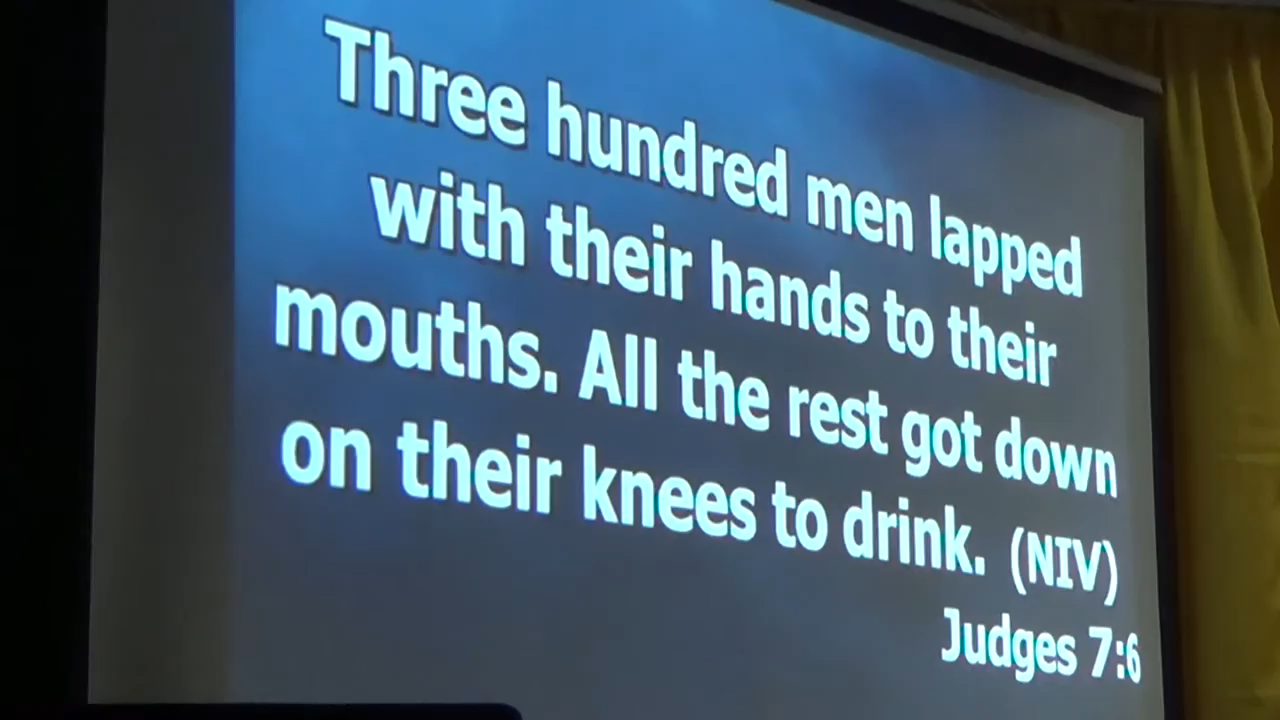 Three hundred men lapped
with their hands to their
mouths. All the rest got down
on their knees to drink. (NIV)
Judges 7:6